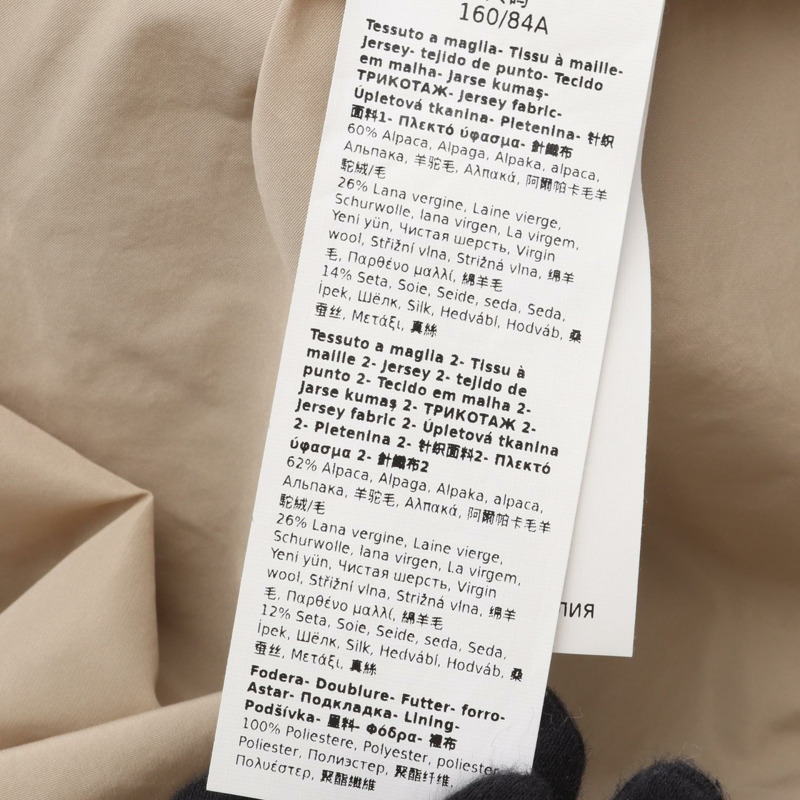 160/84A
Tessuto a maglia- Tissu à maille-
Jersey- tejido de punto- Tecido
em malha- Jarse kumaş-
ТРИКОТАЖ- Jersey fabric-
Úpletová tkanina- Pletenina- 针织
面料1- Πλεκτό ύφασμα- 針織布
60% Alpaca, Alpaga, Alpaka, alpaca,
Альпака, 羊驼毛, Αλπακά, 阿爾帕卡毛羊
駝絨/毛
26% Lana vergine, Laine vierge,
Schurwolle, lana virgen, La virgem,
Yeni yün, Чистая шерсть, Virgin
wool, Střižní vlna, Strižná vlna, 绵羊
毛, Παρθένο μαλλί, 綿羊毛
14% Seta, Soie, Seide, seda, Seda,
İpek, Шёлк, Silk, Hedvábí, Hodváb, 桑
蚕丝, Μετάξι, 真絲
Tessuto a maglia 2- Tissu à
maille 2- Jersey 2- tejido de
punto 2- Tecido em malha 2-
Jarse kumaş 2- ТРИКОТАЖ 2-
Jersey fabric 2- Úpletová tkanina
2- Pletenina 2- 针织面料2- Πλεκτό
ύφασμα 2- 針織布2
62% Alpaca, Alpaga, Alpaka, alpaca,
Альпака, 羊驼毛, Αλπακά, 阿爾帕卡毛羊
駝絨/毛
26% Lana vergine, Laine vierge,
Schurwolle, lana virgen, La virgem,
Yeni yün, Чистая шерсть, Virgin
wool, Střižní vlna, Strižná vlna, 绵羊
毛, Παρθένο μαλλί, 綿羊毛
12% Seta, Soie, Seide, seda, Seda,
İpek, Шёлк, Silk, Hedvábí, Hodváb, 桑
蚕丝, Μετάξι, 真絲
Fodera- Doublure- Futter- forro-
Astar- Подкладка- Lining-
Podšívka- 里料- Φόδρα- 裡布
100% Poliestere, Polyester, poliester,
Poliester, Полиэстер, 聚酯纤维,
Πολυέστερ, 聚酯纖維